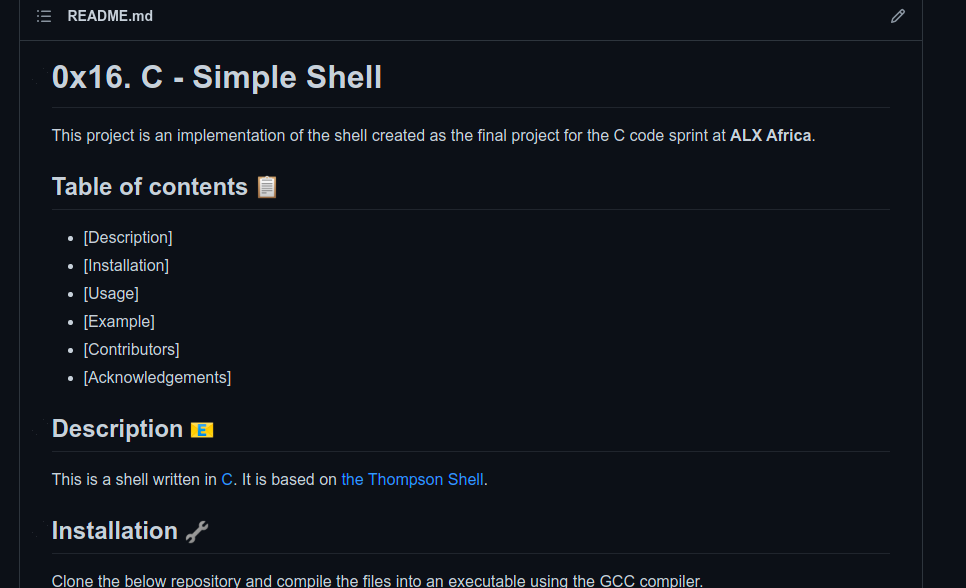 README.md
0x16. C - Simple Shell
This project is an implementation of the shell created as the final project for the C code sprint at ALX Africa.
Table of contents 📋
[Description]
[Installation]
[Usage]
[Example]
[Contributors]
[Acknowledgements]
Description 📧
This is a shell written in C. It is based on the Thompson Shell.
Installation 🔧
Clone the below repository and compile the files into an executable using the GCC compiler.